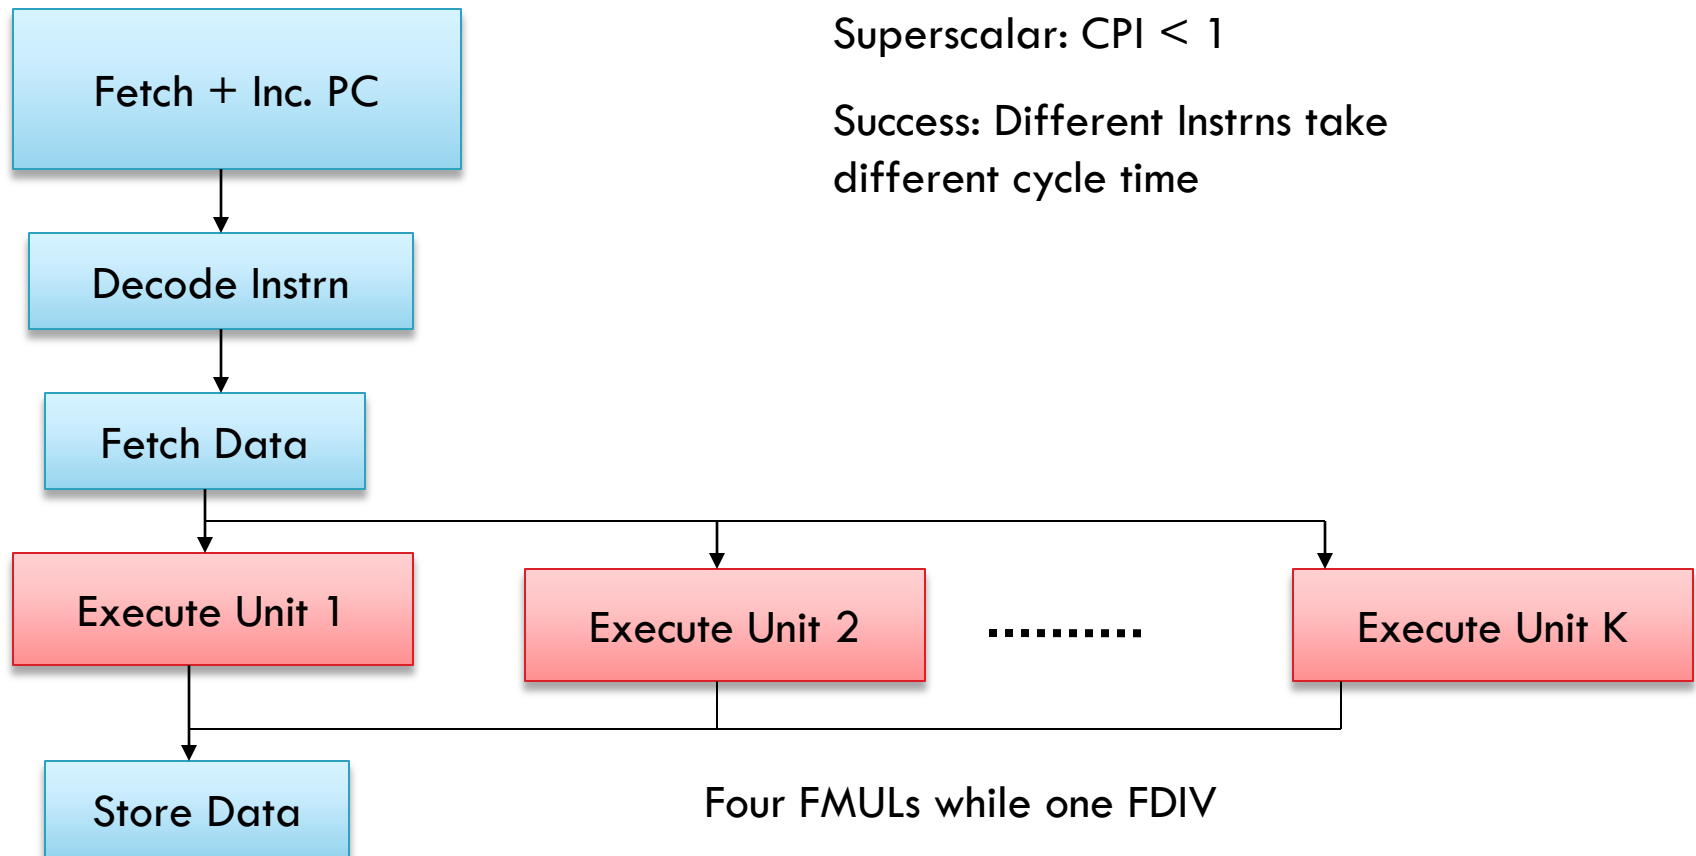 Superscalar: CPI < 1
Fetch + Inc. PC
Success: Different Instrns take
different cycle time
Decode Instrn
Fetch Data
Execute Unit 1
Execute Unit 2
Execute Unit K
Four FMULs while one FDIV
Store Data